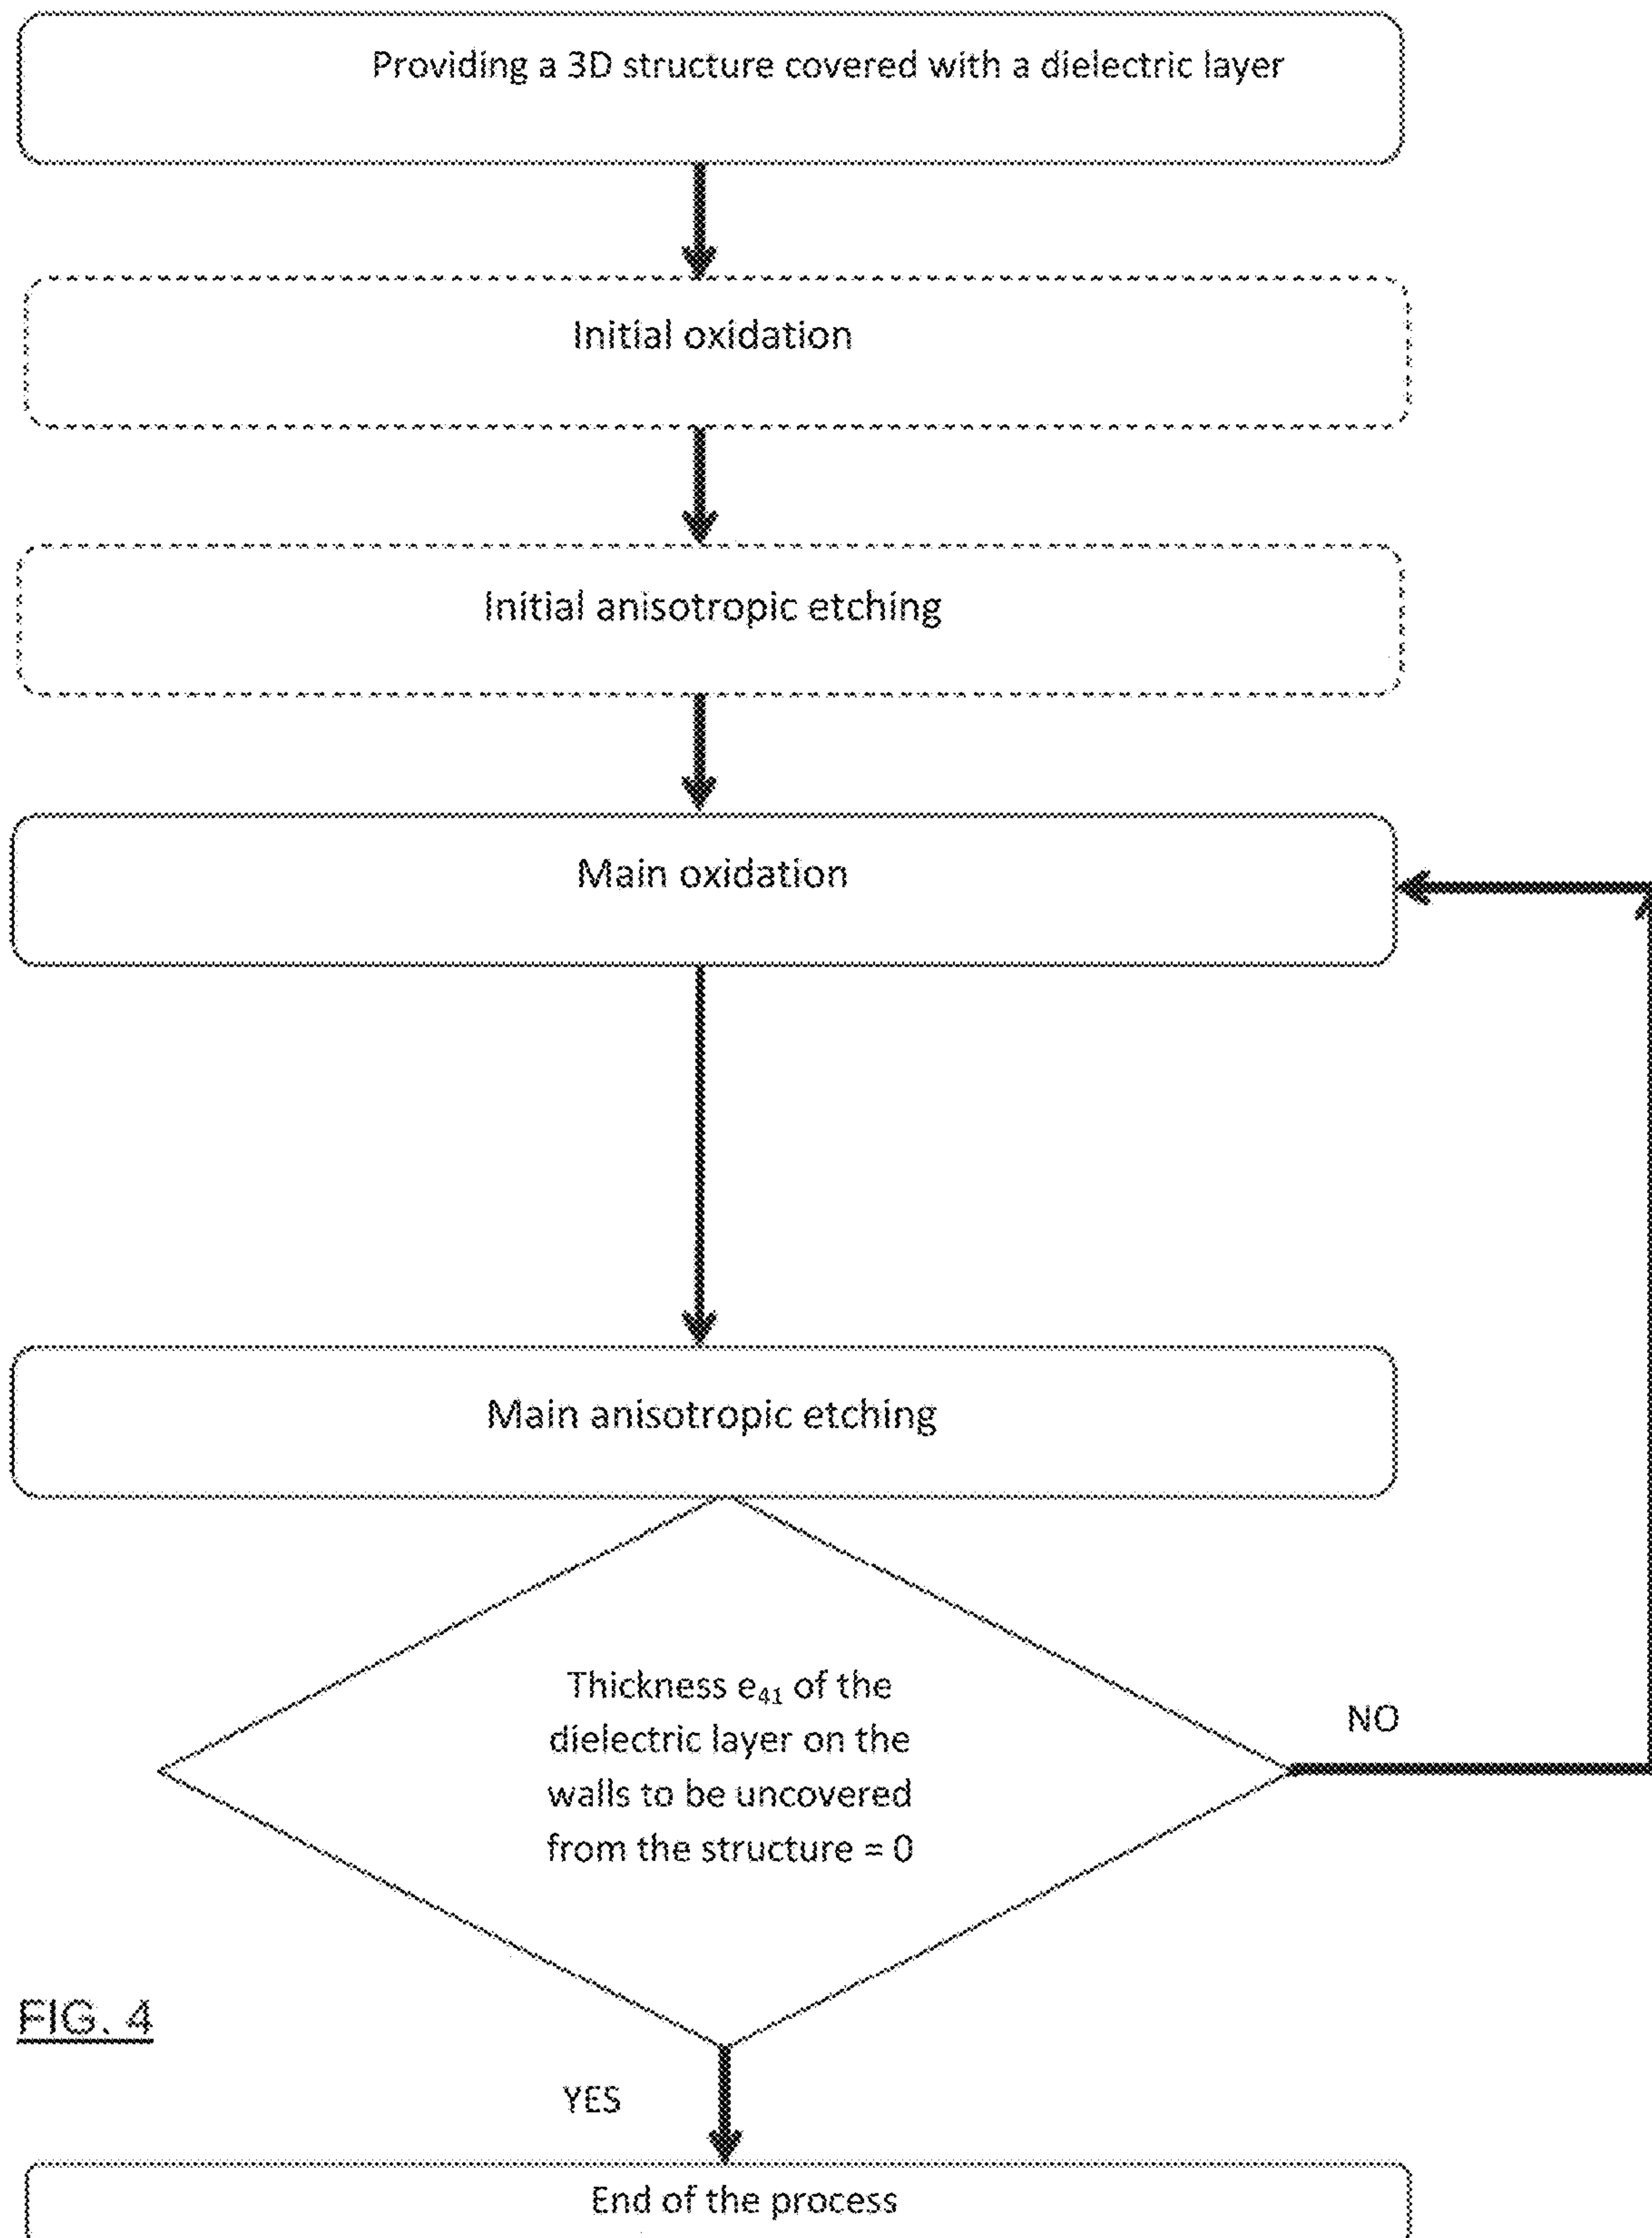 Providing a 3D structure covered with a dielectric layer
Initial oxidation
Initial anisotropic etching
Main oxidation
Main anisotropic etching
Thickness e₄₁ of the
dielectric layer on the
walls to be uncovered
from the structure = 0
NO
FIG. 4
YES
End of the process